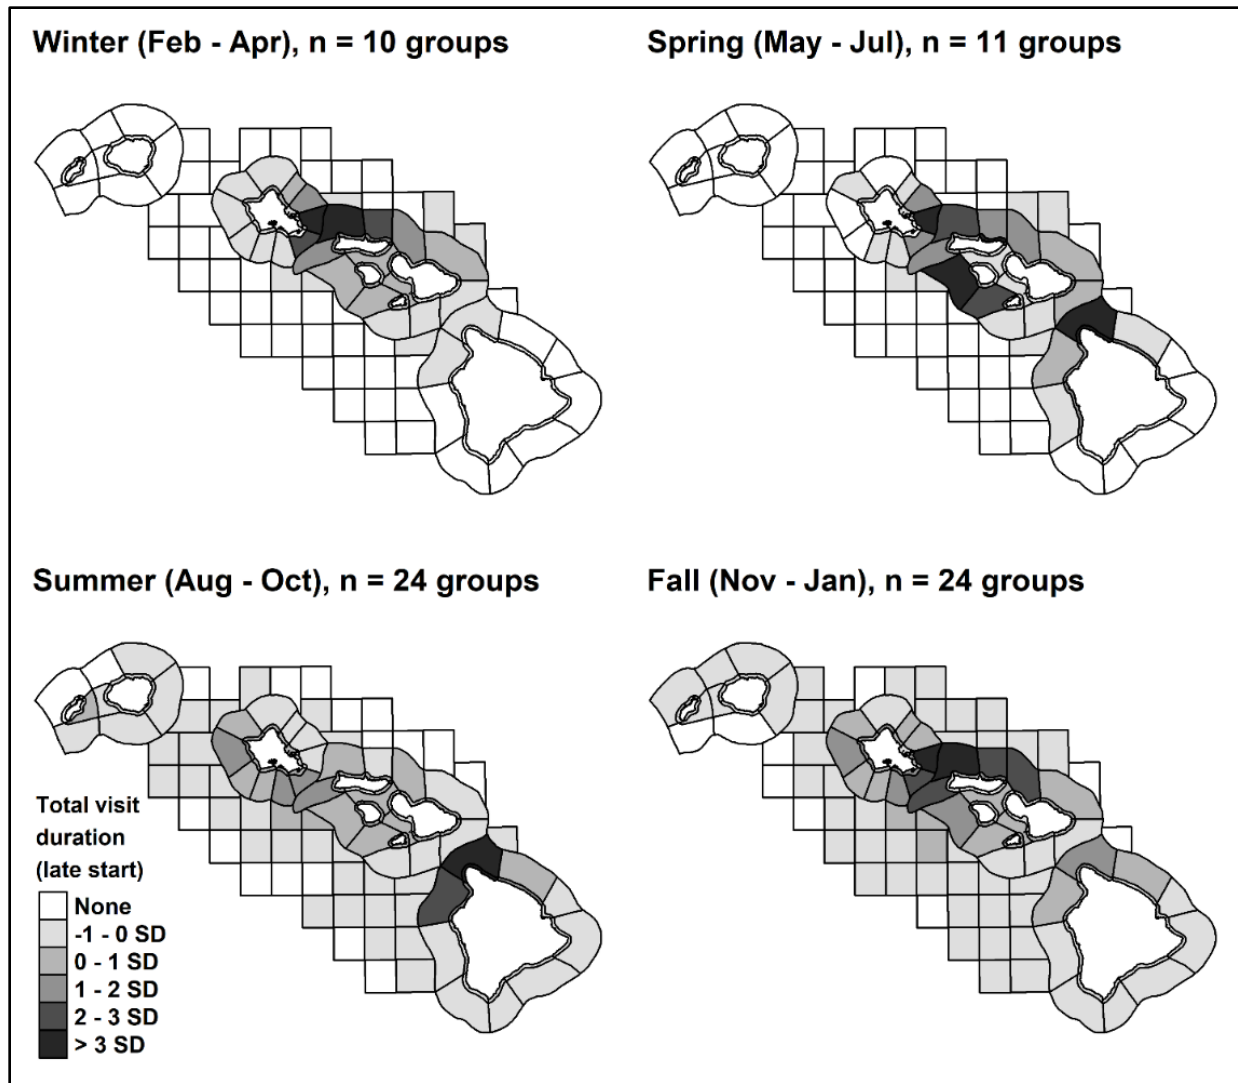 Winter (Feb - Apr), n = 10 groups
Spring (May - Jul), n = 11 groups
Summer (Aug - Oct), n = 24 groups
Fall (Nov - Jan), n = 24 groups
Total visit
duration
(late start)
None
-1 - 0 SD
0 - 1 SD
1 - 2 SD
2 - 3 SD
> 3 SD